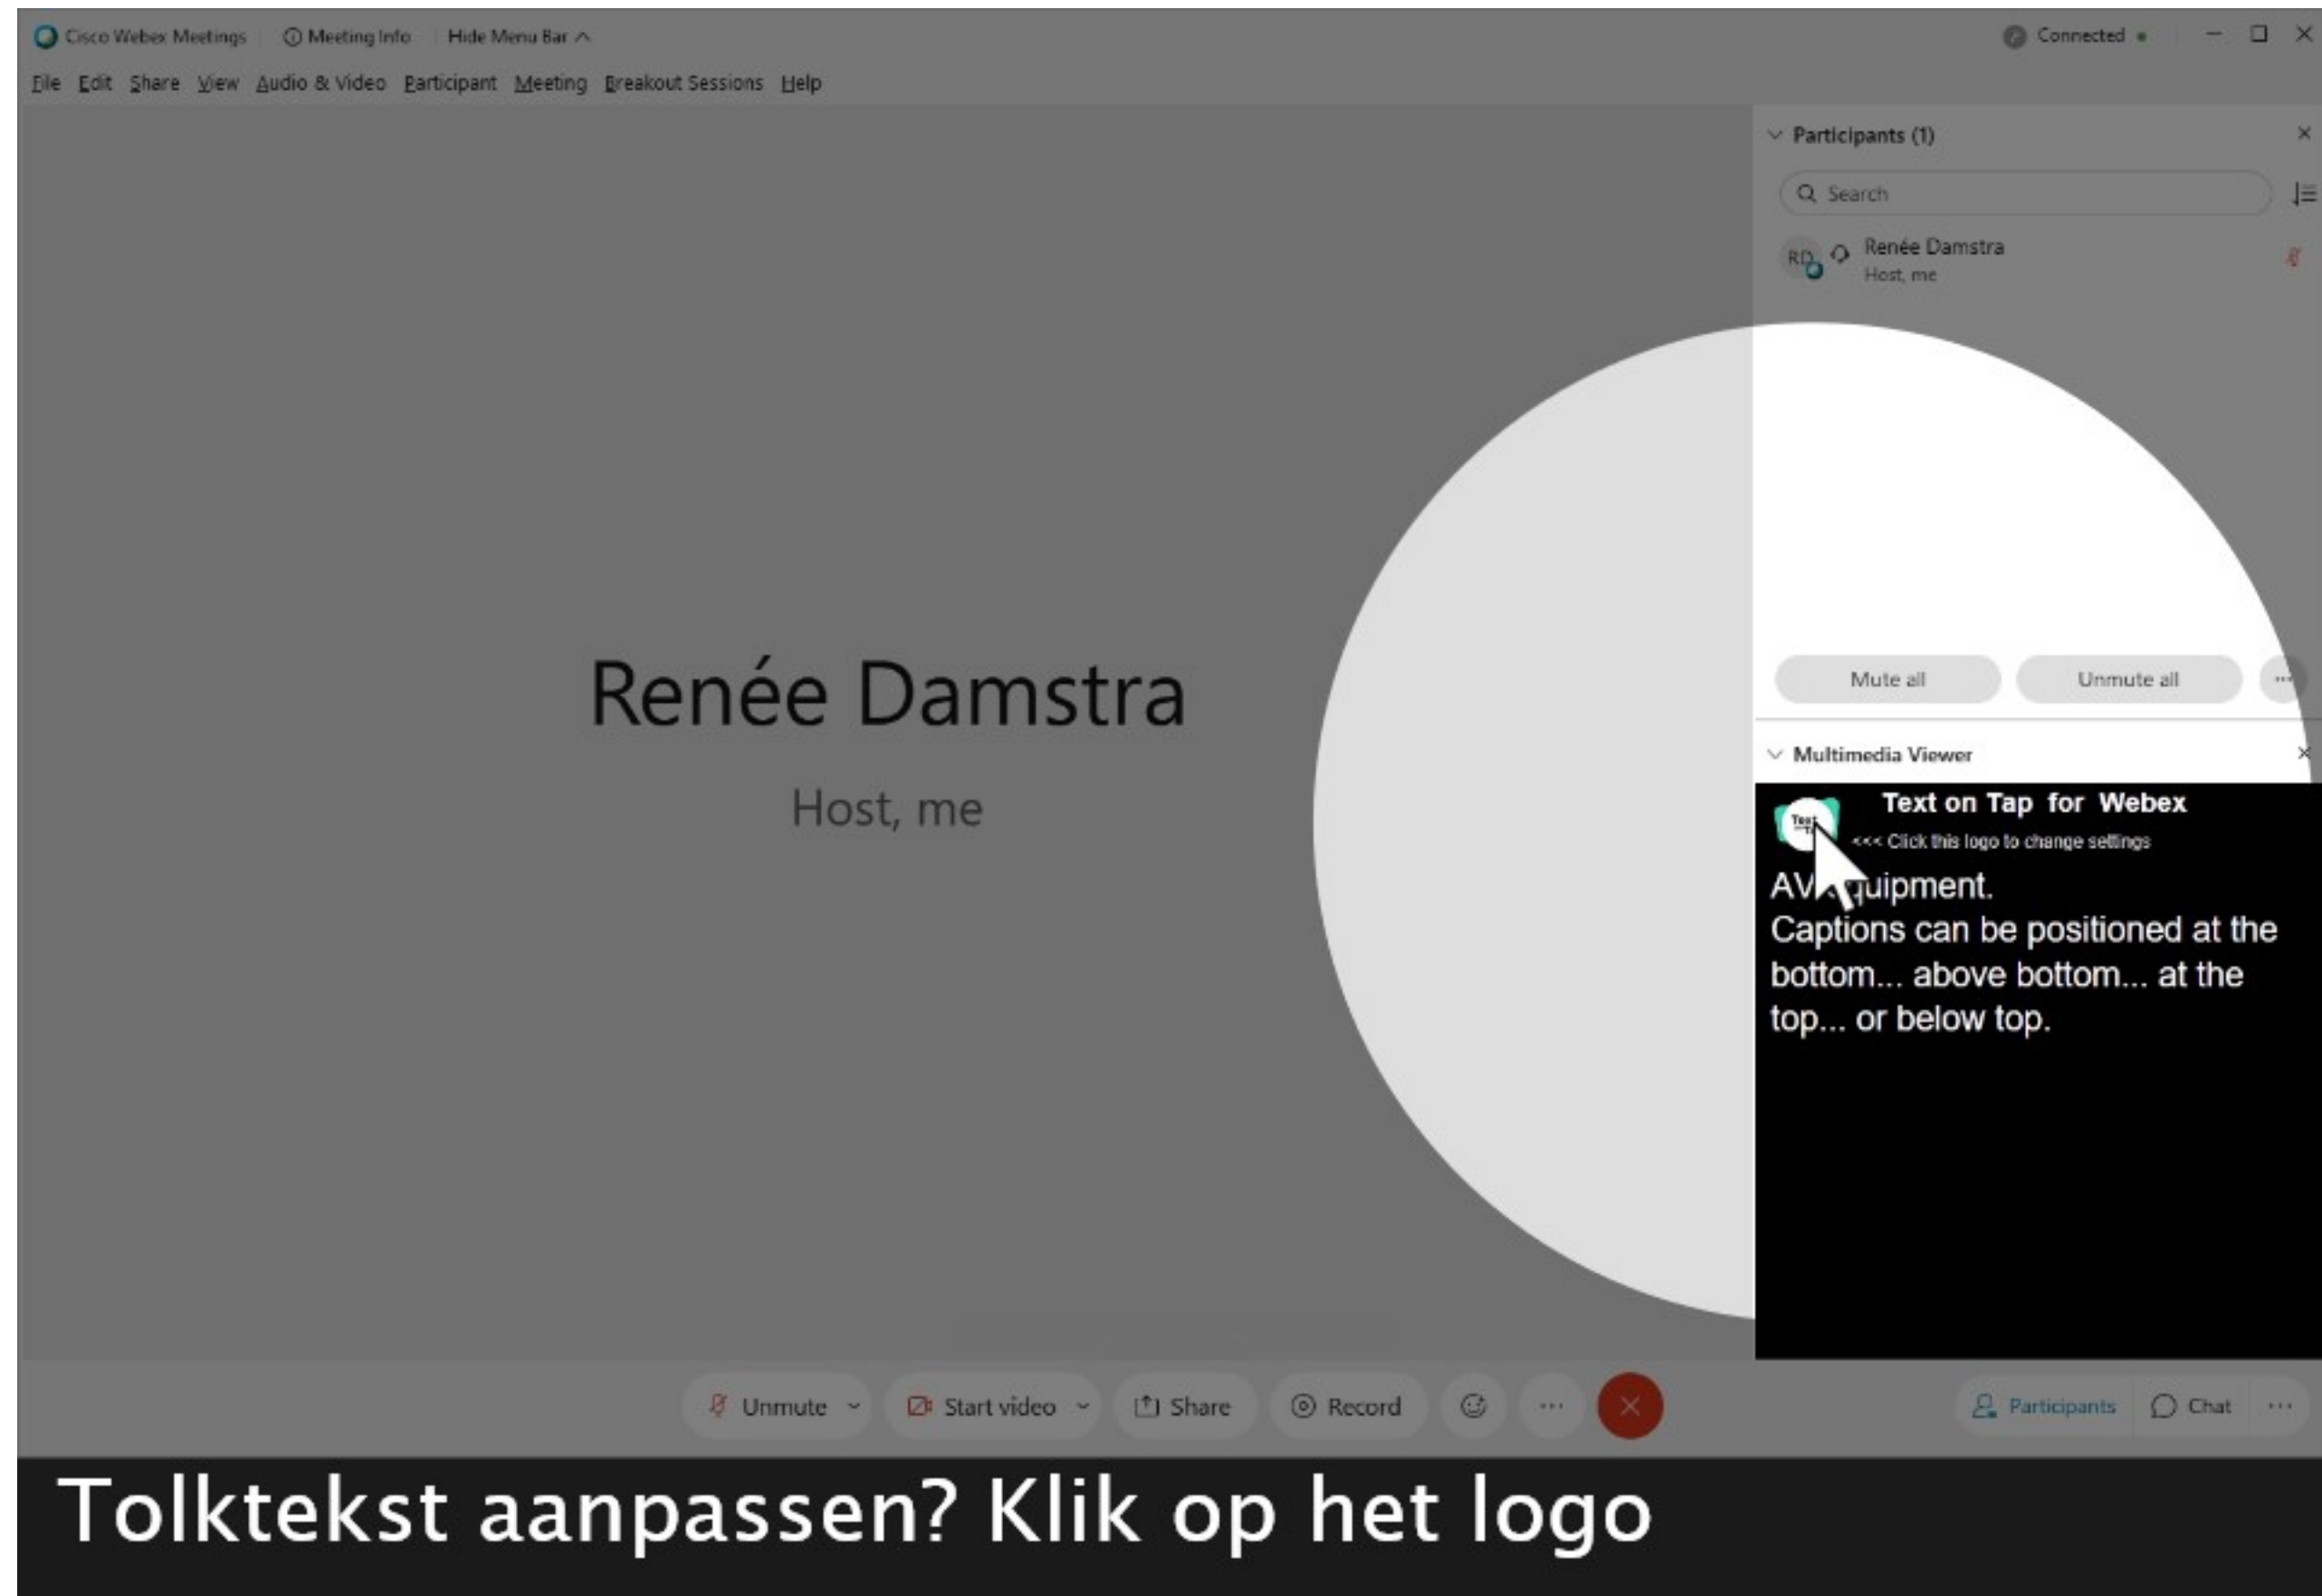 Cisco Webex Meetings Meeting Info Hide Menu Bar
Connected
File Edit Share View Audio & Video Participant Meeting Breakout Sessions Help
Participants (1)
Search
RD Renée Damstra
Host, me
Renée Damstra
Host, me
Mute all Unmute all
Multimedia Viewer
Text on Tap for Webex
<<< Click this logo to change settings
AV
Captions can be positioned at the
bottom... above bottom... at the
top... or below top.
Unmute Start video Share Record
Participants Chat
Tolktekst aanpassen? Klik op het logo